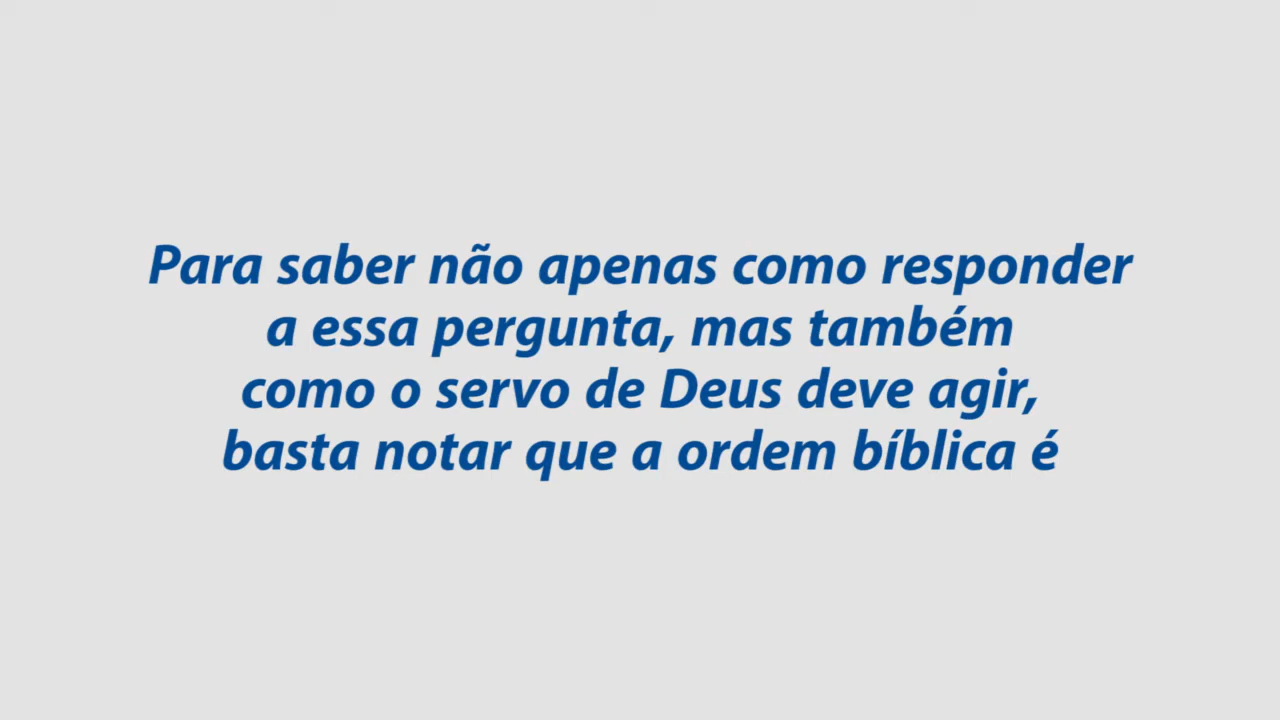 Para saber não apenas como responder
a essa pergunta, mas também
como o servo de Deus deve agir,
basta notar que a ordem bíblica é